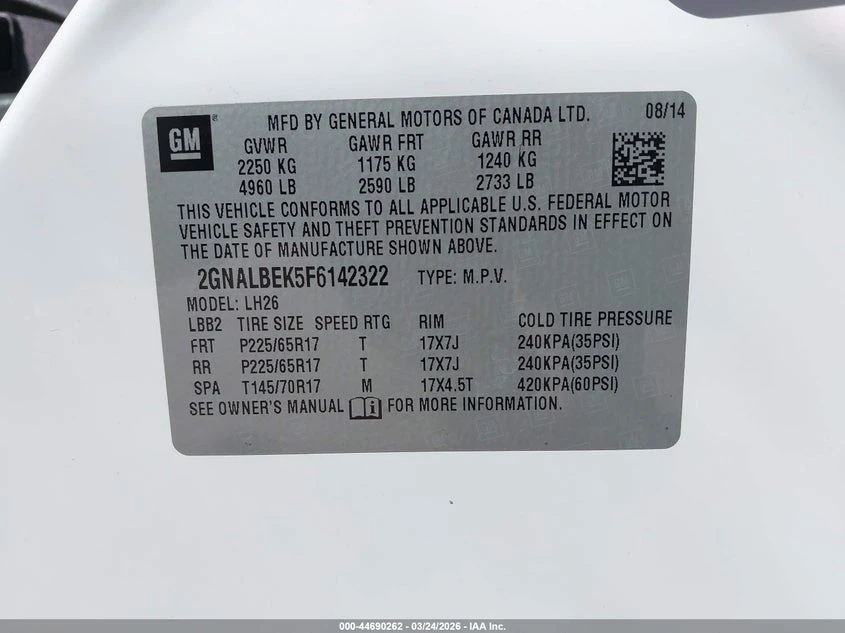 GM ® MFD BY GENERAL MOTORS OF CANADA LTD. 08/14
GVWR GAWR FRT GAWR RR
2250 KG 1175 KG 1240 KG
4960 LB 2590 LB 2733 LB
THIS VEHICLE CONFORMS TO ALL APPLICABLE U.S. FEDERAL MOTOR
VEHICLE SAFETY AND THEFT PREVENTION STANDARDS IN EFFECT ON
THE DATE OF MANUFACTURE SHOWN ABOVE.
2GNALBEK5F6142322 TYPE: M.P.V.
MODEL: LH26
LBB2 TIRE SIZE SPEED RTG RIM COLD TIRE PRESSURE
FRT P225/65R17 T 17X7J 240KPA(35PSI)
RR P225/65R17 T 17X7J 240KPA(35PSI)
SPA T145/70R17 M 17X4.5T 420KPA(60PSI)
SEE OWNER'S MANUAL FOR MORE INFORMATION.
000-44690262 - 03/24/2026 - IAA Inc.